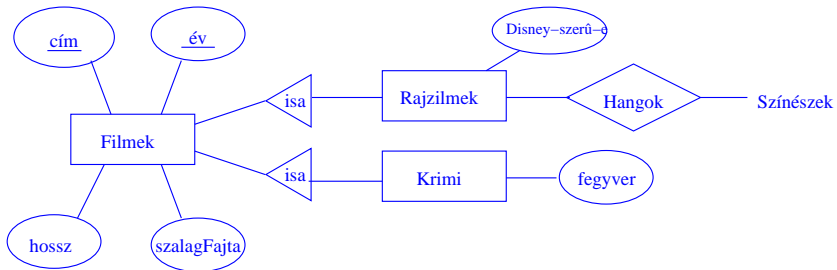 Disney–szerû–e
cím
év
isa
Rajzilmek
Hangok
Színészek
Filmek
isa
Krimi
fegyver
hossz
szalagFajta